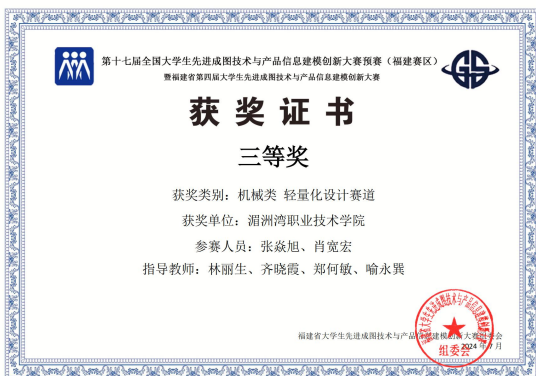 第十七届全国大学生先进成图技术与产品信息建模创新大赛预赛（福建赛区）
暨福建省第四届大学生先进成图技术与产品信息建模创新大赛
获奖证书
三等奖
获奖类别：机械类 轻量化设计赛道
获奖单位：湄洲湾职业技术学院
参赛人员：张焱旭、肖宽宏
指导教师：林丽生、齐晓霞、郑何敏、喻永巽
福建省大学生先进成图技术与产品信息建模创新大赛组委会
2024年7月
组委会